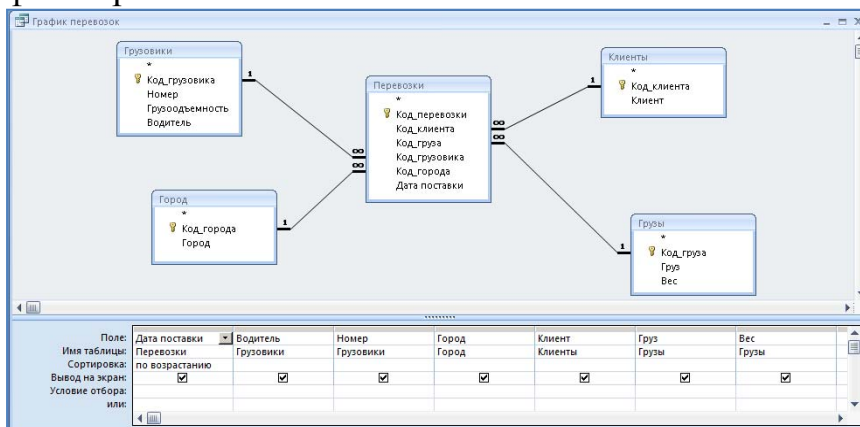 График перевозок
Грузовики
*
Код_грузовика
Номер
Грузоодъемность
Водитель
Перевозки
*
Код_перевозки
Код_клиента
Код_груза
Код_грузовика
Код_города
Дата поставки
Клиенты
*
Код_клиента
Клиент
Город
*
Код_города
Город
Грузы
*
Код_груза
Груз
Вес
1 ∞
1 ∞
1 ∞
1 ∞
Поле: Дата поставки Водитель Номер Город Клиент Груз Вес
Имя таблицы: Перевозки Грузовики Грузовики Город Клиенты Грузы Грузы
Сортировка: по возрастанию
Вывод на экран:
Условие отбора:
или: